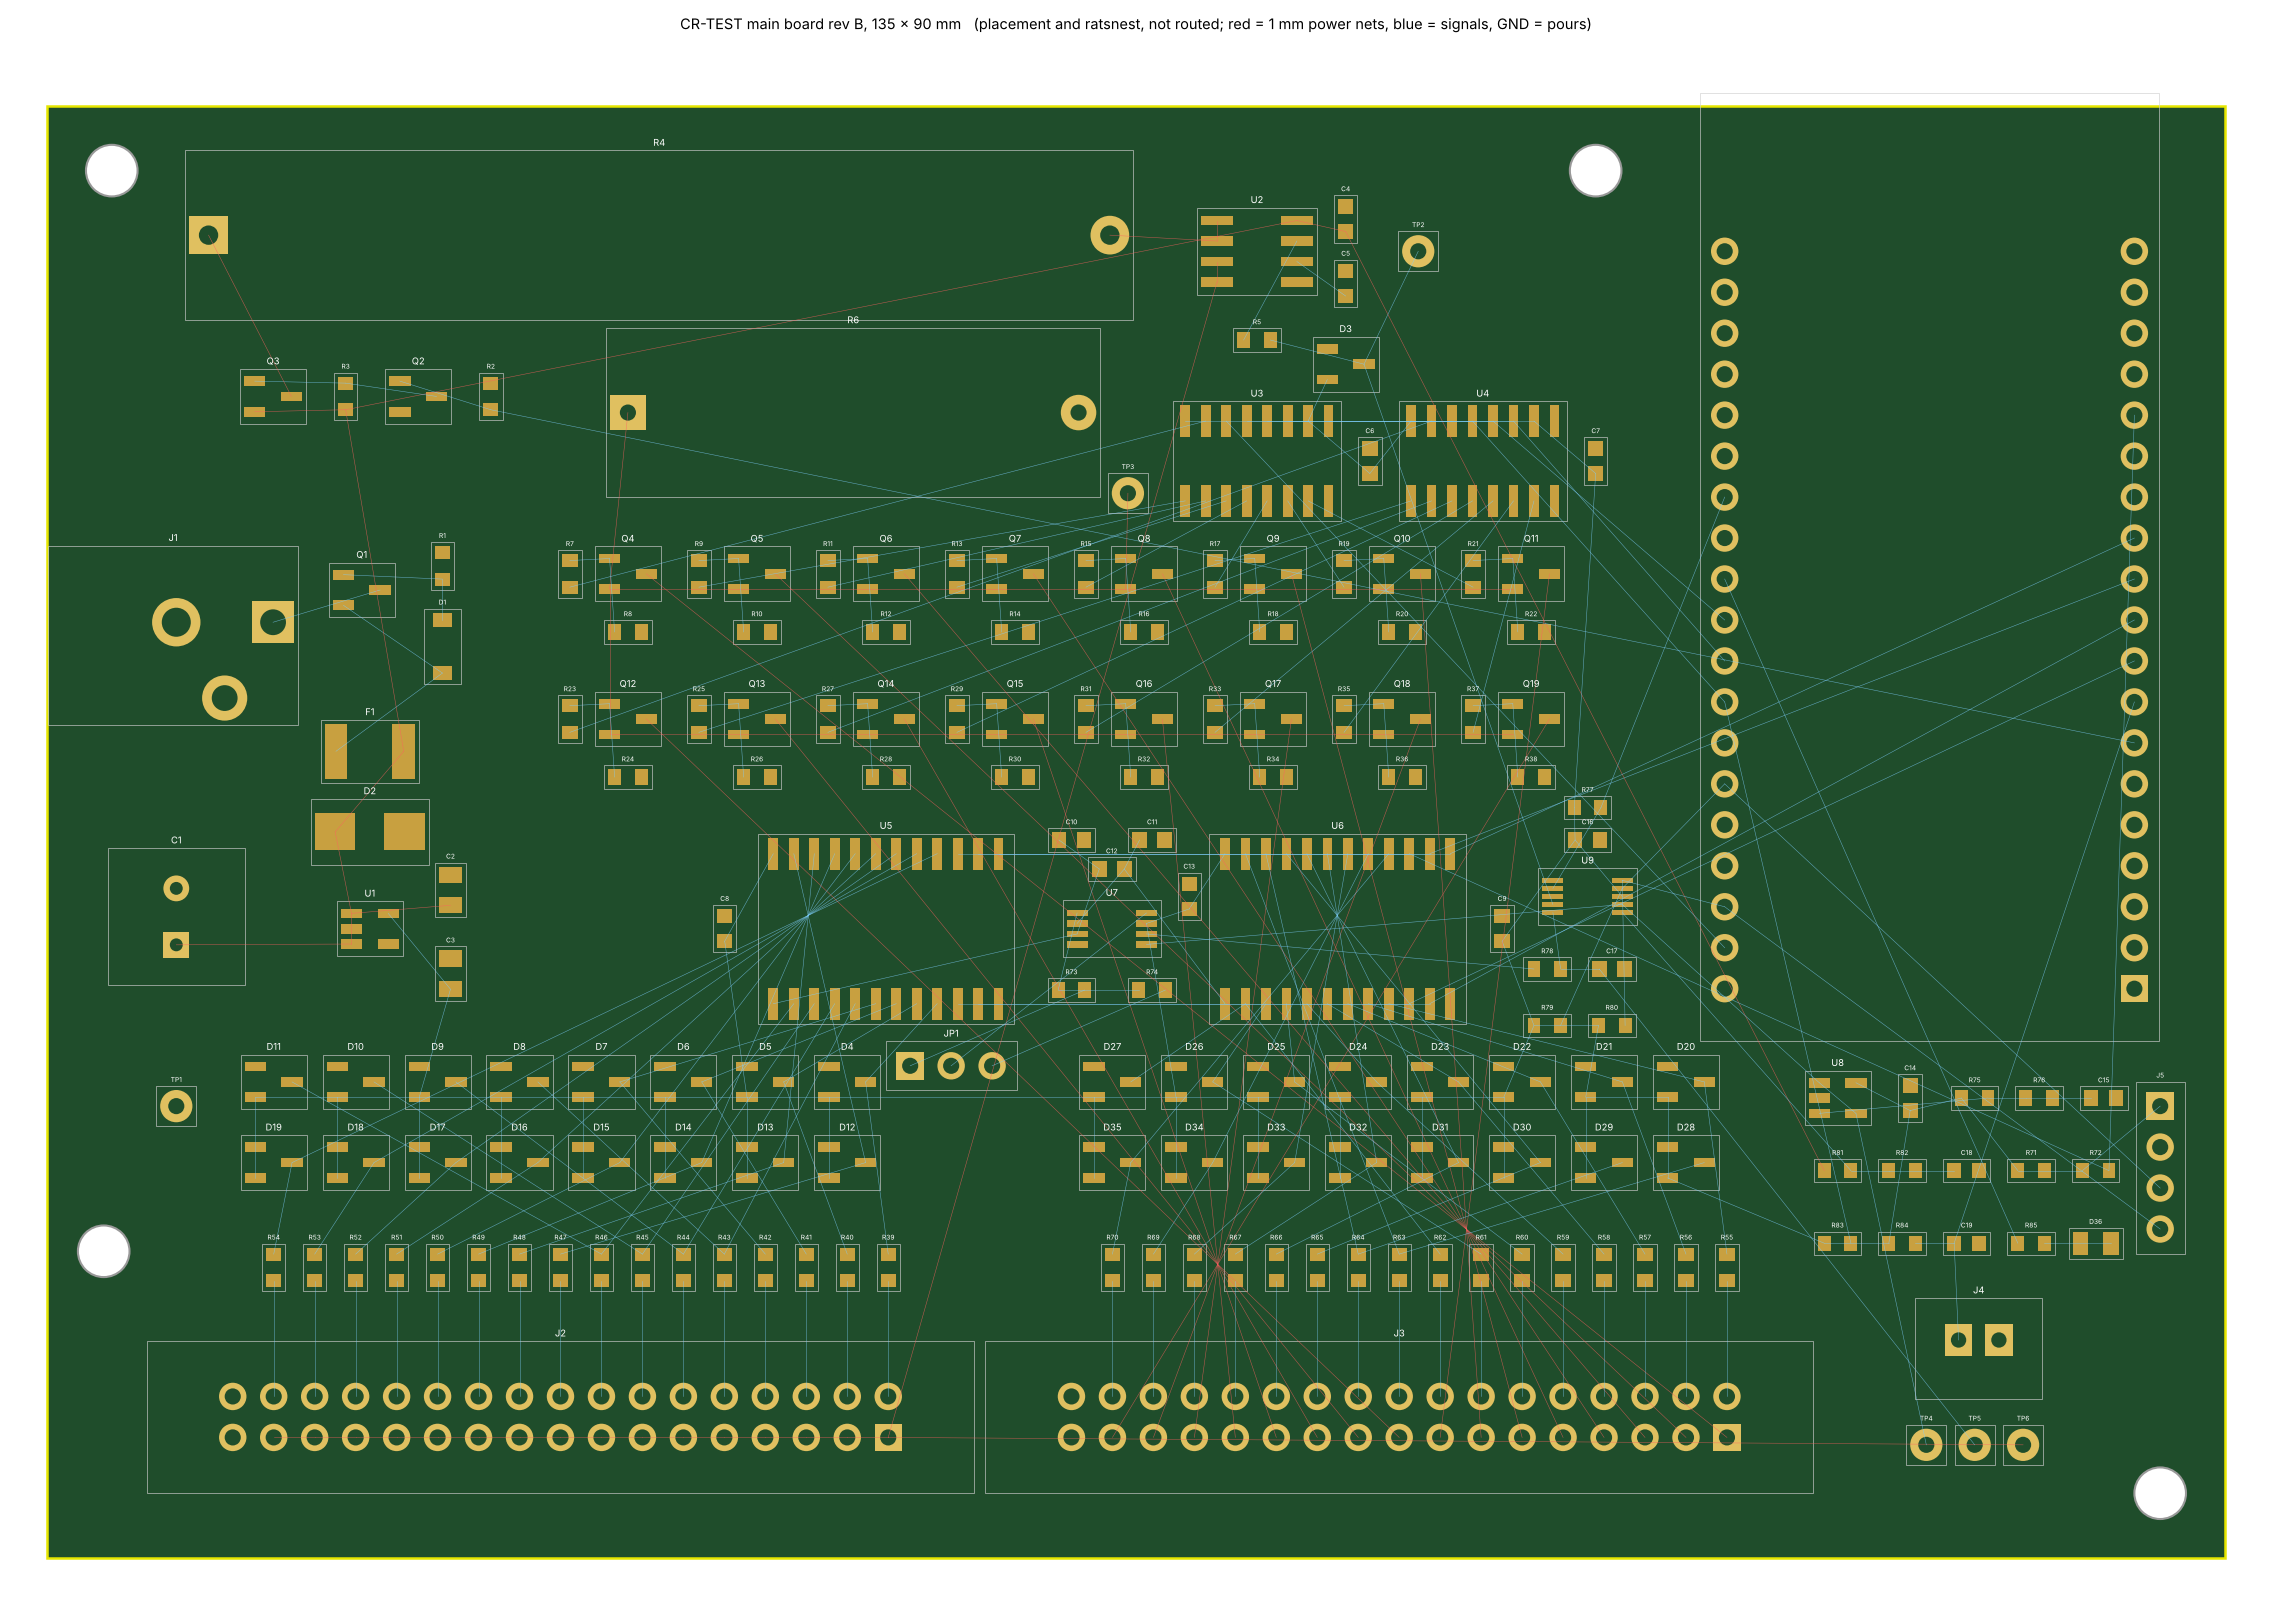 CR-TEST main board rev B, 135 × 90 mm (placement and ratsnest, not routed; red = 1 mm power nets, blue = signals, GND = pours)
R4
C4
U2
TP2
C5
R6
R5
D3
Q3
R3
Q2
R2
U3
U4
C6
C7
TP3
J1
Q1
R1
R7
Q4
R9
Q5
R11
Q6
R13
Q7
R15
Q8
R17
Q9
R19
Q10
R21
Q11
D1
R8
R10
R12
R14
R16
R18
R20
R22
F1
R23
Q12
R25
Q13
R27
Q14
R29
Q15
R31
Q16
R33
Q17
R35
Q18
R37
Q19
R24
R26
R28
R30
R32
R34
R36
R38
D2
R77
C1
U5
C10
C11
U6
C16
C2
C12
U9
C13
U1
C8
U7
C9
C3
R73
R74
R78
C17
R79
R80
JP1
D11
D10
D9
D8
D7
D6
D5
D4
D27
D26
D25
D24
D23
D22
D21
D20
U8
C14
R75
R76
C15
J5
TP1
D19
D18
D17
D16
D15
D14
D13
D12
D35
D34
D33
D32
D31
D30
D29
D28
R81
R82
C18
R71
R72
R83
R84
C19
R85
D36
R54
R53
R52
R51
R50
R49
R48
R47
R46
R45
R44
R43
R42
R41
R40
R39
R70
R69
R68
R67
R66
R65
R64
R63
R62
R61
R60
R59
R58
R57
R56
R55
J2
J3
J4
TP4
TP5
TP6